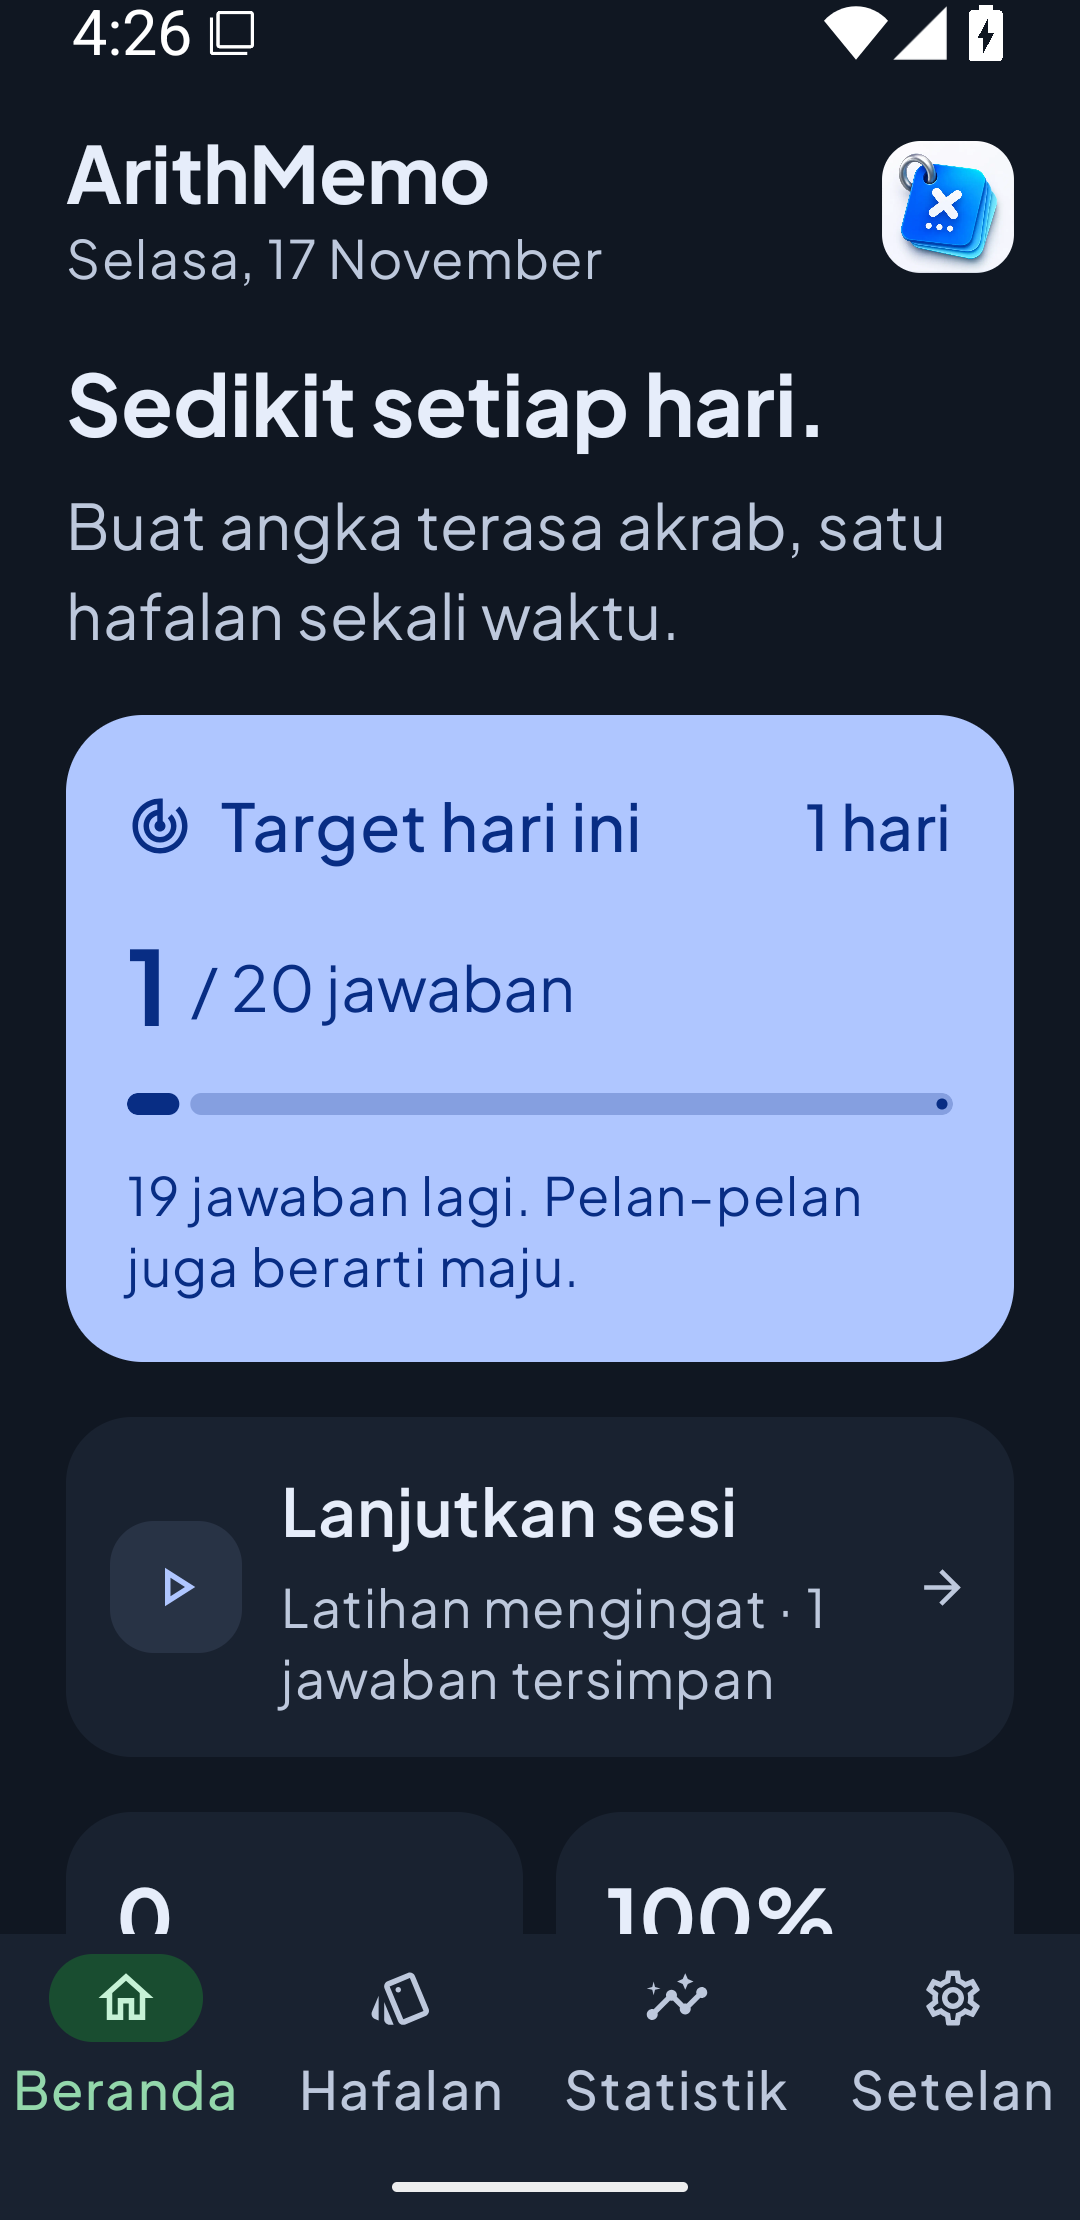 4:26
ArithMemo
Selasa, 17 November
Sedikit setiap hari.
Buat angka terasa akrab, satu
hafalan sekali waktu.
Target hari ini
1 hari
1 / 20 jawaban
19 jawaban lagi. Pelan-pelan
juga berarti maju.
Lanjutkan sesi
Latihan mengingat · 1
jawaban tersimpan
0
100%
Beranda
Hafalan
Statistik
Setelan